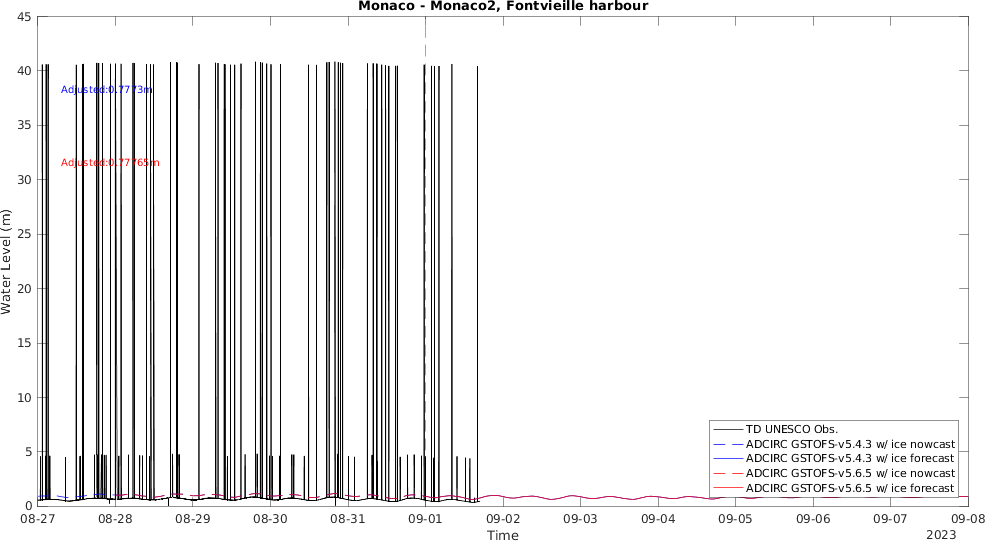 Monaco - Monaco2, Fontvieille harbour
45
40
35
30
25
20
15
10
5
0
Water Level (m)
Adjusted:0.7773m
Adjusted:0.77765m
TD UNESCO Obs.
ADCIRC GSTOFS-v5.4.3 w/ ice nowcast
ADCIRC GSTOFS-v5.4.3 w/ ice forecast
ADCIRC GSTOFS-v5.6.5 w/ ice nowcast
ADCIRC GSTOFS-v5.6.5 w/ ice forecast
08-27 08-28 08-29 08-30 08-31 09-01 09-02 09-03 09-04 09-05 09-06 09-07 09-08
Time
2023